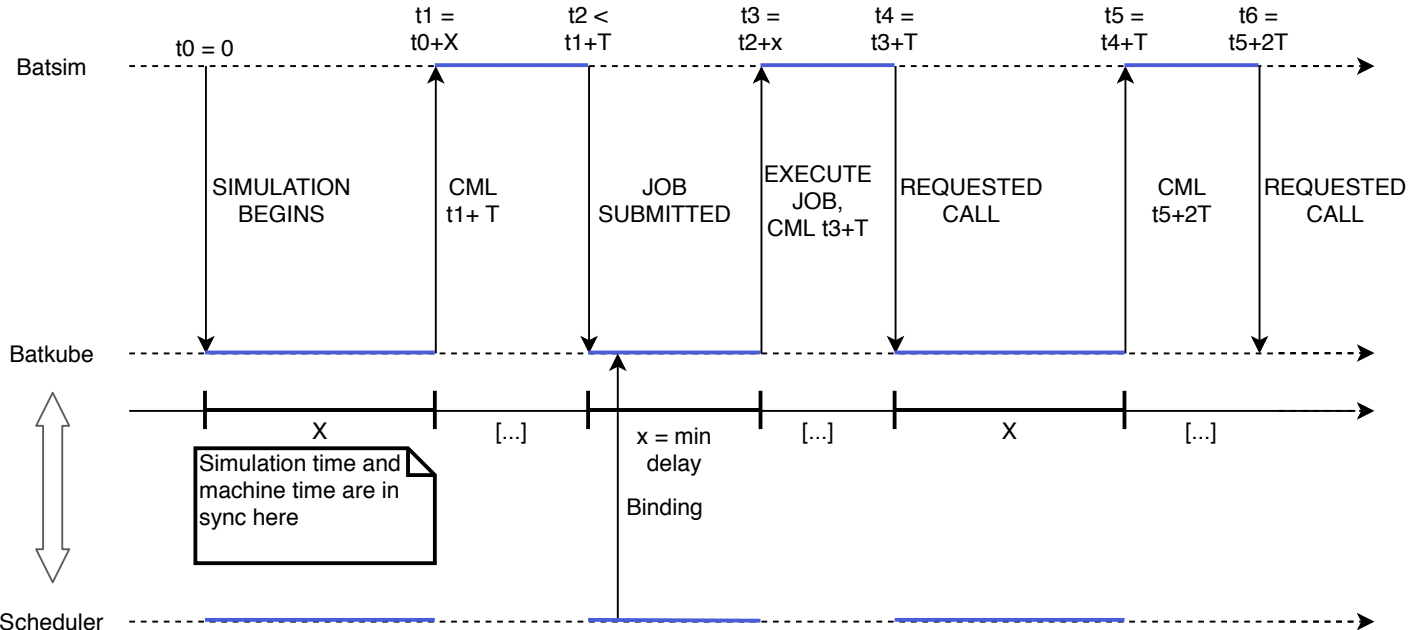 t0 = 0
t1 =
t0+X
t2 <
t1+T
t3 =
t2+x
t4 =
t3+T
t5 =
t4+T
t6 =
t5+2T
Batsim
SIMULATION
BEGINS
CML
t1+ T
JOB
SUBMITTED
EXECUTE
JOB,
CML t3+T
REQUESTED
CALL
CML
t5+2T
REQUESTED
CALL
Batkube
X
[...]
x = min
delay
[...]
X
[...]
Simulation time and
machine time are in
sync here
Binding
Scheduler